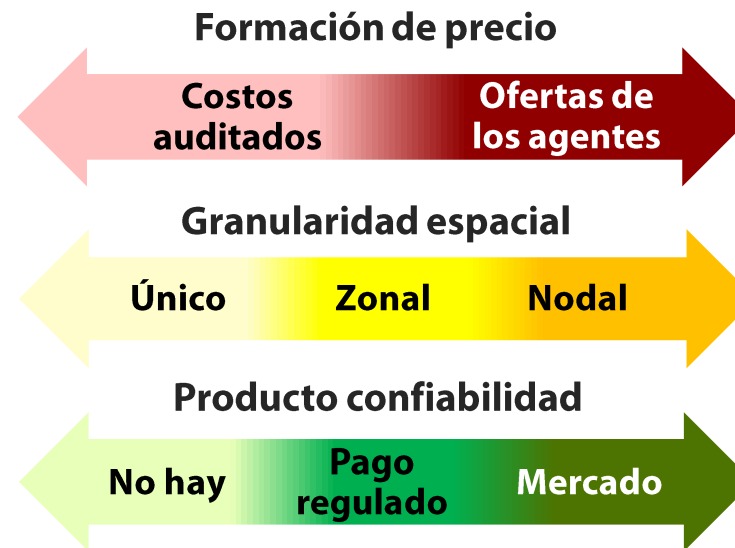 Formación de precio
Costos
auditados
Ofertas de
los agentes
Granularidad espacial
Único
Zonal
Nodal
Producto confiabilidad
No hay
Pago
regulado
Mercado